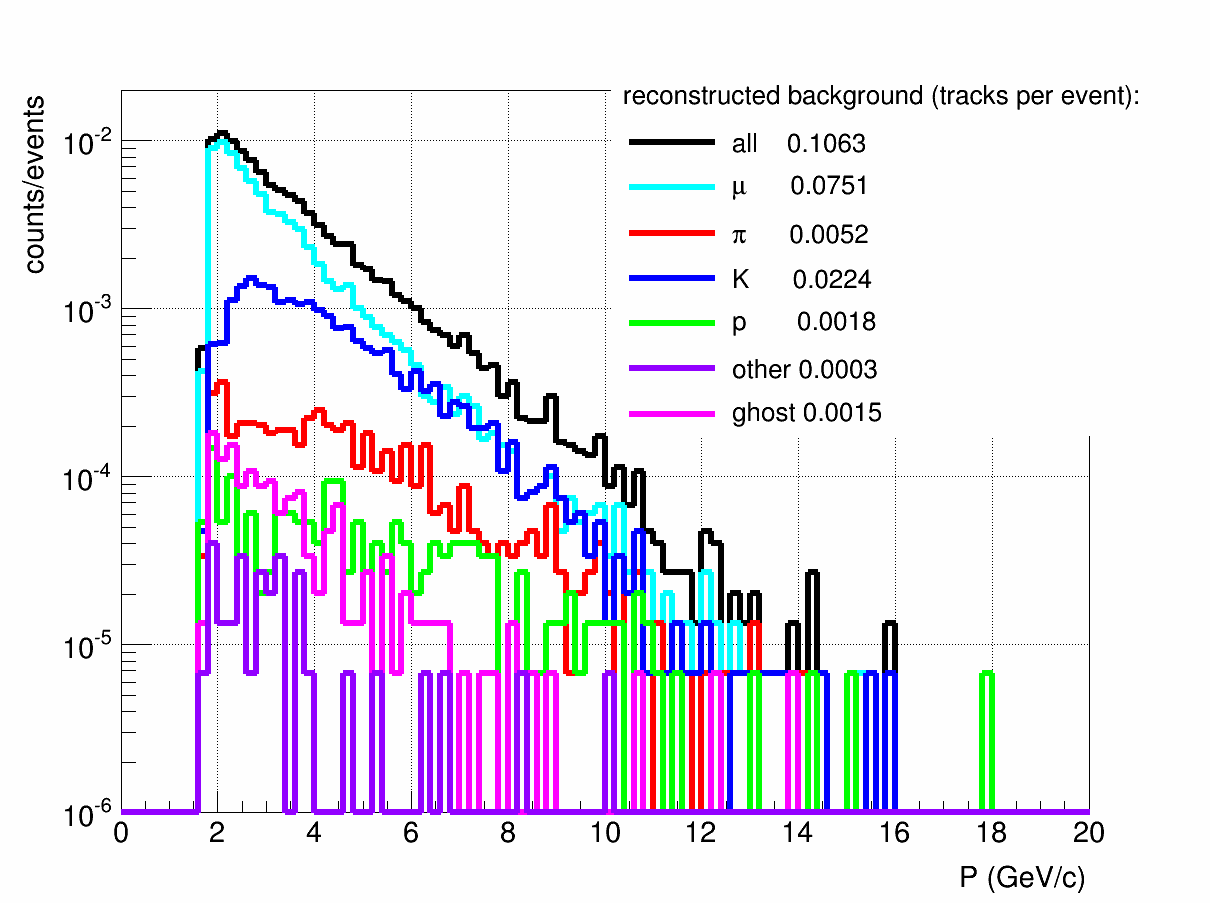 reconstructed background (tracks per event):
all 0.1063
μ 0.0751
π 0.0052
K 0.0224
p 0.0018
other 0.0003
ghost 0.0015
counts/events
10-2
10-3
10-4
10-5
10-6
0 2 4 6 8 10 12 14 16 18 20
P (GeV/c)